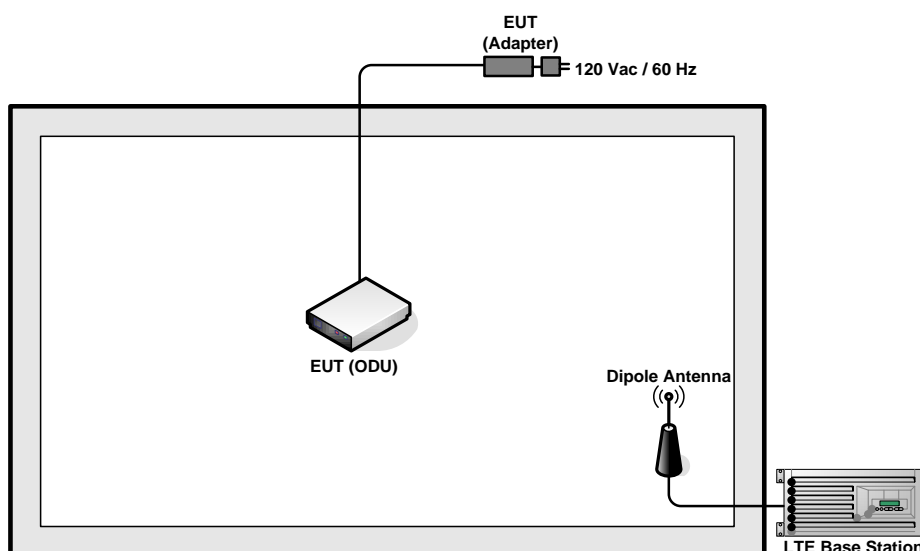 EUT
(Adapter)
120 Vac / 60 Hz
EUT (ODU)
Dipole Antenna
LTE Base Station